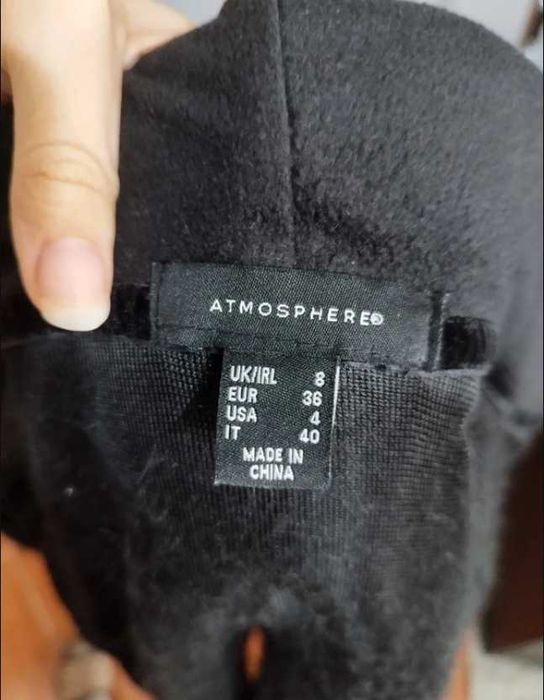 ATMOSPHERE®
UK/IRL 8
EUR 36
USA 4
IT 40
MADE IN
CHINA